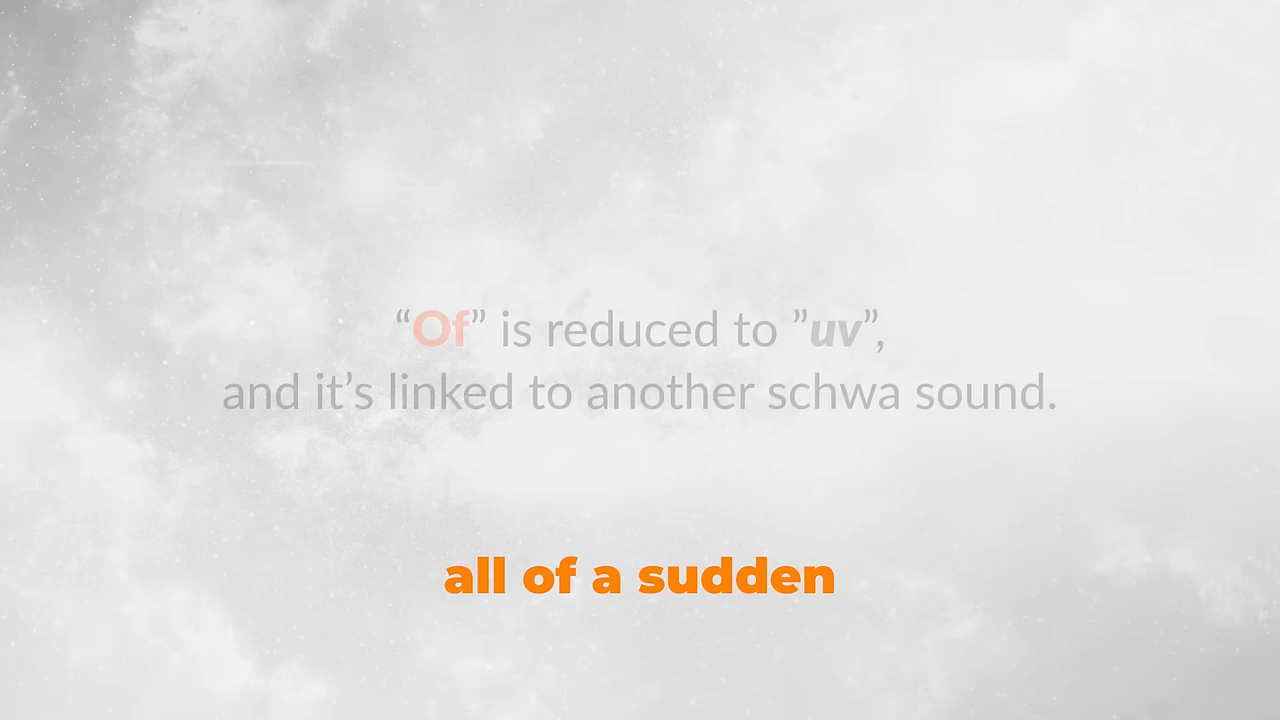 “Of” is reduced to ”uv”,
and it’s linked to another schwa sound.
all of a sudden